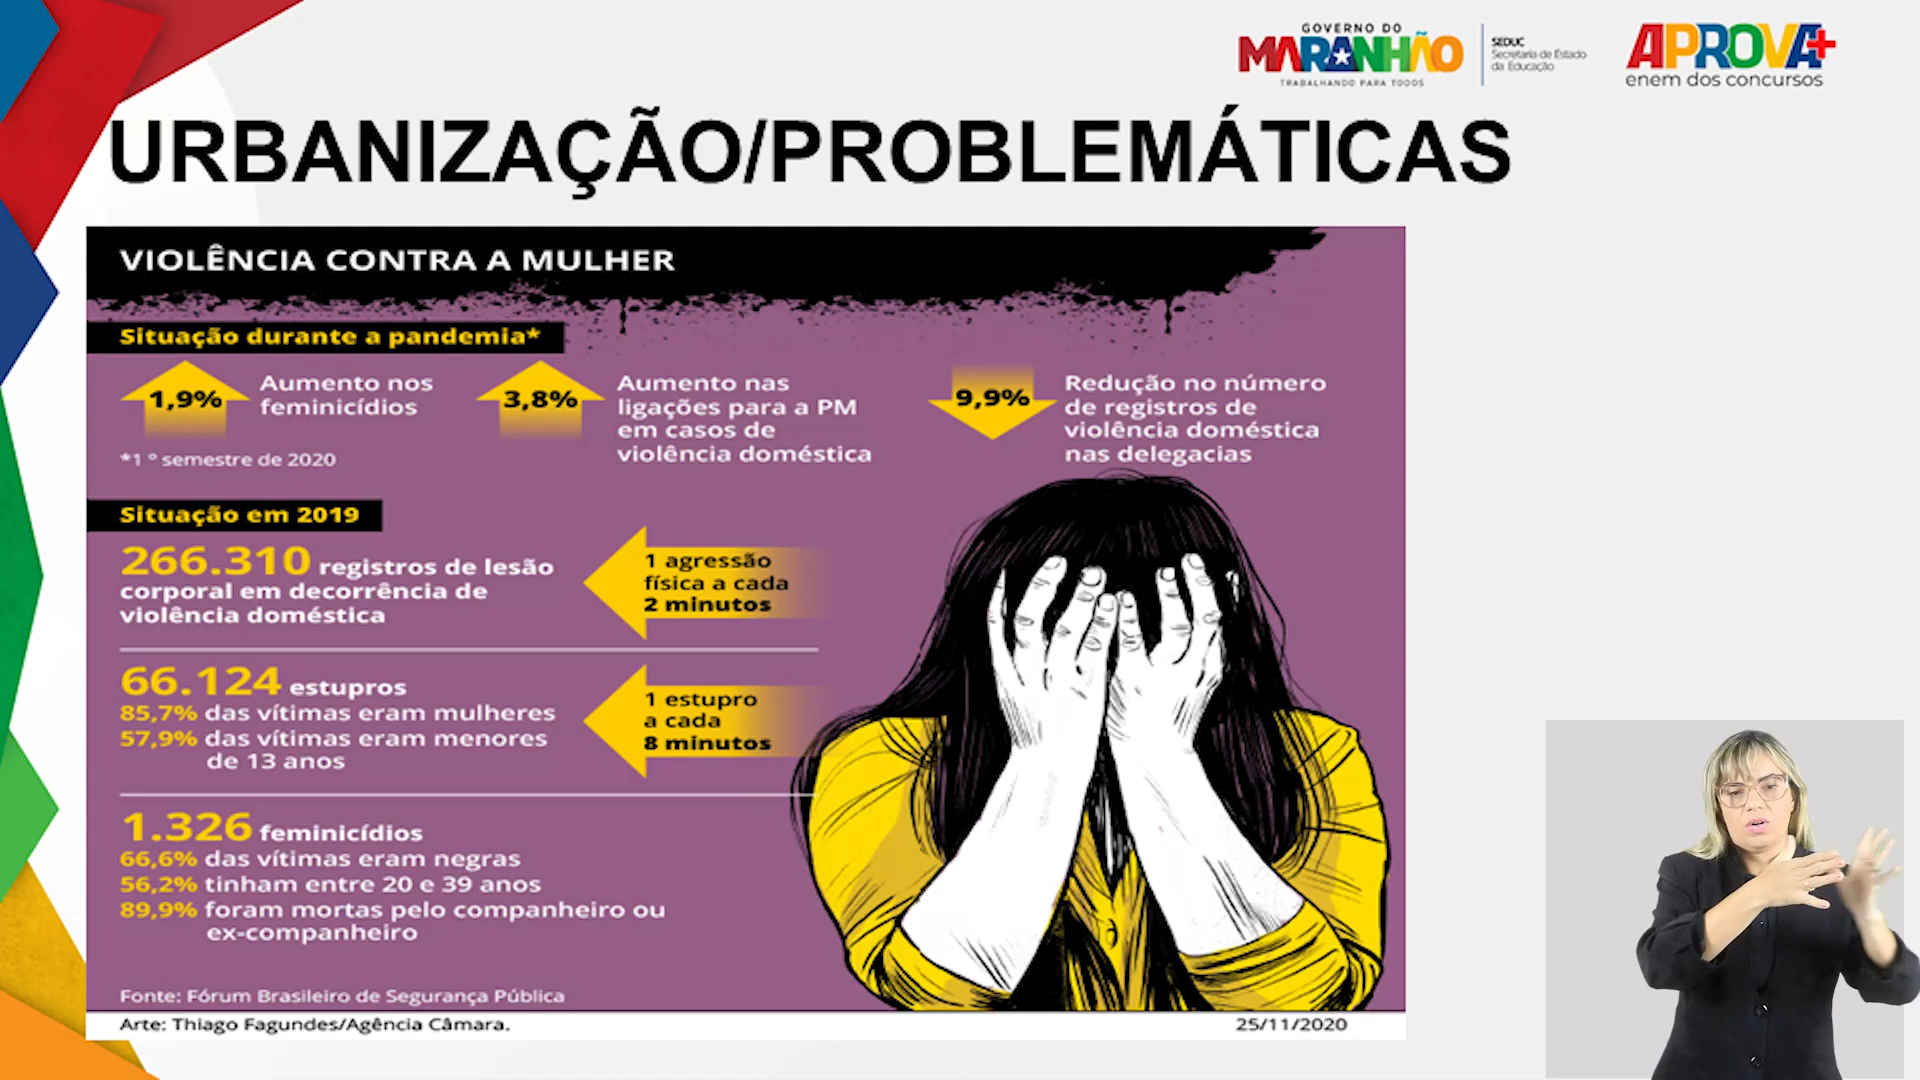 GOVERNO DO
MARANHÃO
TRABALHANDO PARA TODOS
SEDUC
Secretaria de Estado
da Educação
APROVA+
enem dos concursos
URBANIZAÇÃO/PROBLEMÁTICAS
VIOLÊNCIA CONTRA A MULHER
Situação durante a pandemia*
1,9%
Aumento nos
feminicídios
3,8%
Aumento nas
ligações para a PM
em casos de
violência doméstica
9,9%
Redução no número
de registros de
violência doméstica
nas delegacias
*1 º semestre de 2020
Situação em 2019
266.310 registros de lesão
corporal em decorrência de
violência doméstica
1 agressão
física a cada
2 minutos
66.124 estupros
85,7% das vítimas eram mulheres
57,9% das vítimas eram menores
de 13 anos
1 estupro
a cada
8 minutos
1.326 feminicídios
66,6% das vítimas eram negras
56,2% tinham entre 20 e 39 anos
89,9% foram mortas pelo companheiro ou
ex-companheiro
Fonte: Fórum Brasileiro de Segurança Pública
Arte: Thiago Fagundes/Agência Câmara.
25/11/2020